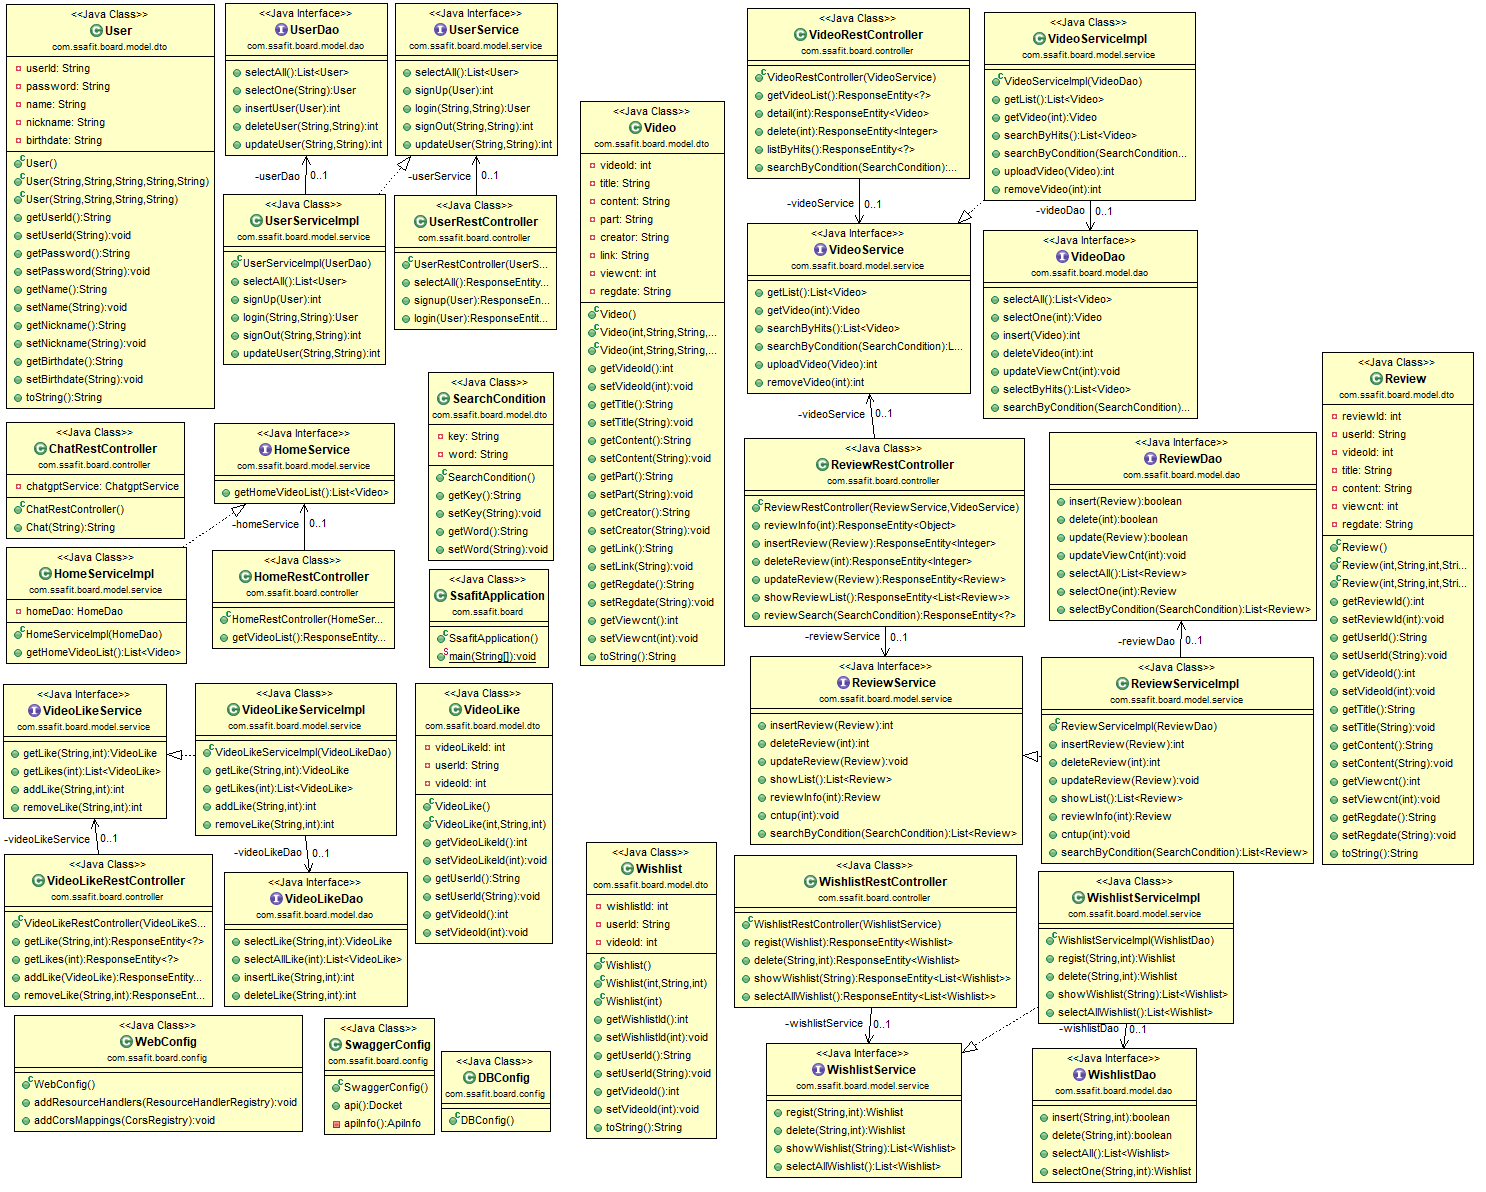 <<Java Class>>
User
com.ssafit.board.model.dto
userId: String
password: String
name: String
nickname: String
birthdate: String
User()
User(String,String,String,String,String)
User(String,String,String,String)
getUserId():String
setUserId(String):void
getPassword():String
setPassword(String):void
getName():String
setName(String):void
getNickname():String
setNickname(String):void
getBirthdate():String
setBirthdate(String):void
toString():String
<<Java Interface>>
UserDao
com.ssafit.board.model.dao
selectAll():List<User>
selectOne(String):User
insertUser(User):int
deleteUser(String,String):int
updateUser(String,String):int
<<Java Interface>>
UserService
com.ssafit.board.model.service
selectAll():List<User>
signUp(User):int
login(String,String):User
signOut(String,String):int
updateUser(String,String):int
-userDao
0..1
-userService
0..1
<<Java Class>>
UserServiceImpl
com.ssafit.board.model.service
UserServiceImpl(UserDao)
selectAll():List<User>
signUp(User):int
login(String,String):User
signOut(String,String):int
updateUser(String,String):int
<<Java Class>>
UserRestController
com.ssafit.board.controller
UserRestController(UserS...
selectAll():ResponseEntity...
signup(User):ResponseEn...
login(User):ResponseEntit...
<<Java Class>>
Video
com.ssafit.board.model.dto
videoId: int
title: String
content: String
part: String
creator: String
link: String
viewcnt: int
regdate: String
Video()
Video(int,String,String,...
Video(int,String,String,...
getVideoId():int
setVideoId(int):void
getTitle():String
setTitle(String):void
getContent():String
setContent(String):void
getPart():String
setPart(String):void
getCreator():String
setCreator(String):void
getLink():String
setLink(String):void
getRegdate():String
setRegdate(String):void
getViewcnt():int
setViewcnt(int):void
toString():String
<<Java Class>>
VideoRestController
com.ssafit.board.controller
VideoRestController(VideoService)
getVideoList():ResponseEntity<?>
detail(int):ResponseEntity<Video>
delete(int):ResponseEntity<Integer>
listByHits():ResponseEntity<?>
searchByCondition(SearchCondition):...
<<Java Class>>
VideoServiceImpl
com.ssafit.board.model.service
VideoServiceImpl(VideoDao)
getList():List<Video>
getVideo(int):Video
searchByHits():List<Video>
searchByCondition(SearchCondition...
uploadVideo(Video):int
removeVideo(int):int
-videoService
0..1
-videoDao
0..1
<<Java Interface>>
VideoService
com.ssafit.board.model.service
getList():List<Video>
getVideo(int):Video
searchByHits():List<Video>
searchByCondition(SearchCondition):L...
uploadVideo(Video):int
removeVideo(int):int
<<Java Interface>>
VideoDao
com.ssafit.board.model.dao
selectAll():List<Video>
selectOne(int):Video
insert(Video):int
deleteVideo(int):int
updateViewCnt(int):void
selectByHits():List<Video>
searchByCondition(SearchCondition)...
-videoService
0..1
<<Java Class>>
Review
com.ssafit.board.model.dto
reviewId: int
userId: String
videoId: int
title: String
content: String
viewcnt: int
regdate: String
Review()
Review(int,String,int,Stri...
Review(int,String,int,Stri...
getReviewId():int
setReviewId(int):void
getUserId():String
setUserId(String):void
getVideoId():int
setVideoId(int):void
getTitle():String
setTitle(String):void
getContent():String
setContent(String):void
getViewcnt():int
setViewcnt(int):void
getRegdate():String
setRegdate(String):void
toString():String
<<Java Class>>
ChatRestController
com.ssafit.board.controller
chatgptService: ChatgptService
ChatRestController()
Chat(String):String
<<Java Interface>>
HomeService
com.ssafit.board.model.service
getHomeVideoList():List<Video>
-homeService
0..1
<<Java Class>>
SearchCondition
com.ssafit.board.model.dto
key: String
word: String
SearchCondition()
getKey():String
setKey(String):void
getWord():String
setWord(String):void
<<Java Class>>
HomeServiceImpl
com.ssafit.board.model.service
homeDao: HomeDao
HomeServiceImpl(HomeDao)
getHomeVideoList():List<Video>
<<Java Class>>
HomeRestController
com.ssafit.board.controller
HomeRestController(HomeSer...
getVideoList():ResponseEntity...
<<Java Class>>
SsafitApplication
com.ssafit.board
SsafitApplication()
main(String[]):void
<<Java Class>>
ReviewRestController
com.ssafit.board.controller
ReviewRestController(ReviewService,VideoService)
reviewInfo(int):ResponseEntity<Object>
insertReview(Review):ResponseEntity<Integer>
deleteReview(int):ResponseEntity<Integer>
updateReview(Review):ResponseEntity<Review>
showReviewList():ResponseEntity<List<Review>>
reviewSearch(SearchCondition):ResponseEntity<?>
<<Java Interface>>
ReviewDao
com.ssafit.board.model.dao
insert(Review):boolean
delete(int):boolean
update(Review):boolean
updateViewCnt(int):void
selectAll():List<Review>
selectOne(int):Review
selectByCondition(SearchCondition):List<Review>
-reviewService
0..1
-reviewDao
0..1
<<Java Interface>>
ReviewService
com.ssafit.board.model.service
insertReview(Review):int
deleteReview(int):int
updateReview(Review):void
showList():List<Review>
reviewInfo(int):Review
cntup(int):void
searchByCondition(SearchCondition):List<Review>
<<Java Class>>
ReviewServiceImpl
com.ssafit.board.model.service
ReviewServiceImpl(ReviewDao)
insertReview(Review):int
deleteReview(int):int
updateReview(Review):void
showList():List<Review>
reviewInfo(int):Review
cntup(int):void
searchByCondition(SearchCondition):List<Review>
<<Java Interface>>
VideoLikeService
com.ssafit.board.model.service
getLike(String,int):VideoLike
getLikes(int):List<VideoLike>
addLike(String,int):int
removeLike(String,int):int
<<Java Class>>
VideoLikeServiceImpl
com.ssafit.board.model.service
VideoLikeServiceImpl(VideoLikeDao)
getLike(String,int):VideoLike
getLikes(int):List<VideoLike>
addLike(String,int):int
removeLike(String,int):int
<<Java Class>>
VideoLike
com.ssafit.board.model.dto
videoLikeId: int
userId: String
videoId: int
VideoLike()
VideoLike(int,String,int)
getVideoLikeId():int
setVideoLikeId(int):void
getUserId():String
setUserId(String):void
getVideoId():int
setVideoId(int):void
-videoLikeService
0..1
-videoLikeDao
0..1
<<Java Class>>
VideoLikeRestController
com.ssafit.board.controller
VideoLikeRestController(VideoLikeS...
getLike(String,int):ResponseEntity<?>
getLikes(int):ResponseEntity<?>
addLike(VideoLike):ResponseEntity...
removeLike(String,int):ResponseEnt...
<<Java Interface>>
VideoLikeDao
com.ssafit.board.model.dao
selectLike(String,int):VideoLike
selectAllLike(int):List<VideoLike>
insertLike(String,int):int
deleteLike(String,int):int
<<Java Class>>
Wishlist
com.ssafit.board.model.dto
wishlistId: int
userId: String
videoId: int
Wishlist()
Wishlist(int,String,int)
Wishlist(int)
getWishlistId():int
setWishlistId(int):void
getUserId():String
setUserId(String):void
getVideoId():int
setVideoId(int):void
toString():String
<<Java Class>>
WishlistRestController
com.ssafit.board.controller
WishlistRestController(WishlistService)
regist(Wishlist):ResponseEntity<Wishlist>
delete(String,int):ResponseEntity<Wishlist>
showWishlist(String):ResponseEntity<List<Wishlist>>
selectAllWishlist():ResponseEntity<List<Wishlist>>
<<Java Class>>
WishlistServiceImpl
com.ssafit.board.model.service
WishlistServiceImpl(WishlistDao)
regist(String,int):Wishlist
delete(String,int):Wishlist
showWishlist(String):List<Wishlist>
selectAllWishlist():List<Wishlist>
-wishlistService
0..1
-wishlistDao
0..1
<<Java Class>>
WebConfig
com.ssafit.board.config
WebConfig()
addResourceHandlers(ResourceHandlerRegistry):void
addCorsMappings(CorsRegistry):void
<<Java Class>>
SwaggerConfig
com.ssafit.board.config
SwaggerConfig()
api():Docket
apiInfo():ApiInfo
<<Java Class>>
DBConfig
com.ssafit.board.config
DBConfig()
<<Java Interface>>
WishlistService
com.ssafit.board.model.service
regist(String,int):Wishlist
delete(String,int):Wishlist
showWishlist(String):List<Wishlist>
selectAllWishlist():List<Wishlist>
<<Java Interface>>
WishlistDao
com.ssafit.board.model.dao
insert(String,int):boolean
delete(String,int):boolean
selectAll():List<Wishlist>
selectOne(String,int):Wishlist